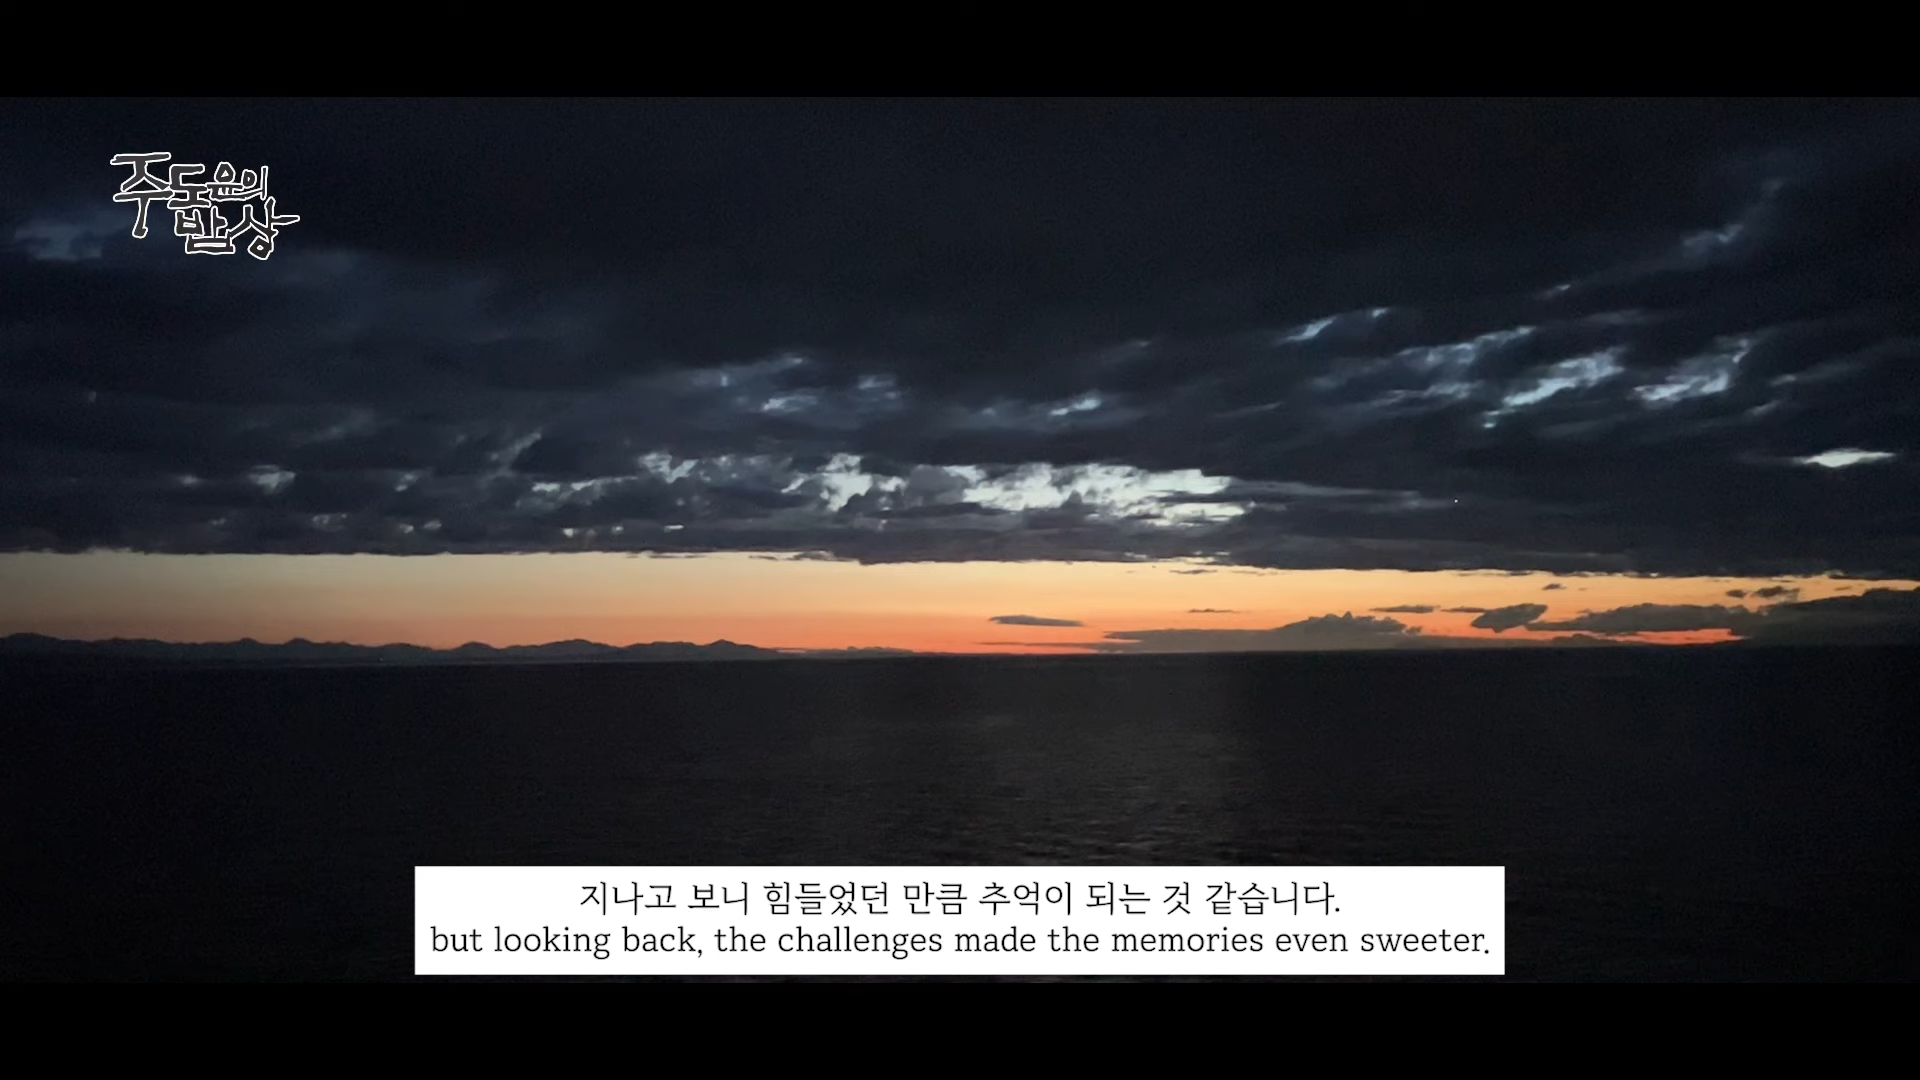 주도윤의
밥상
지나고 보니 힘들었던 만큼 추억이 되는 것 같습니다.
but looking back, the challenges made the memories even sweeter.